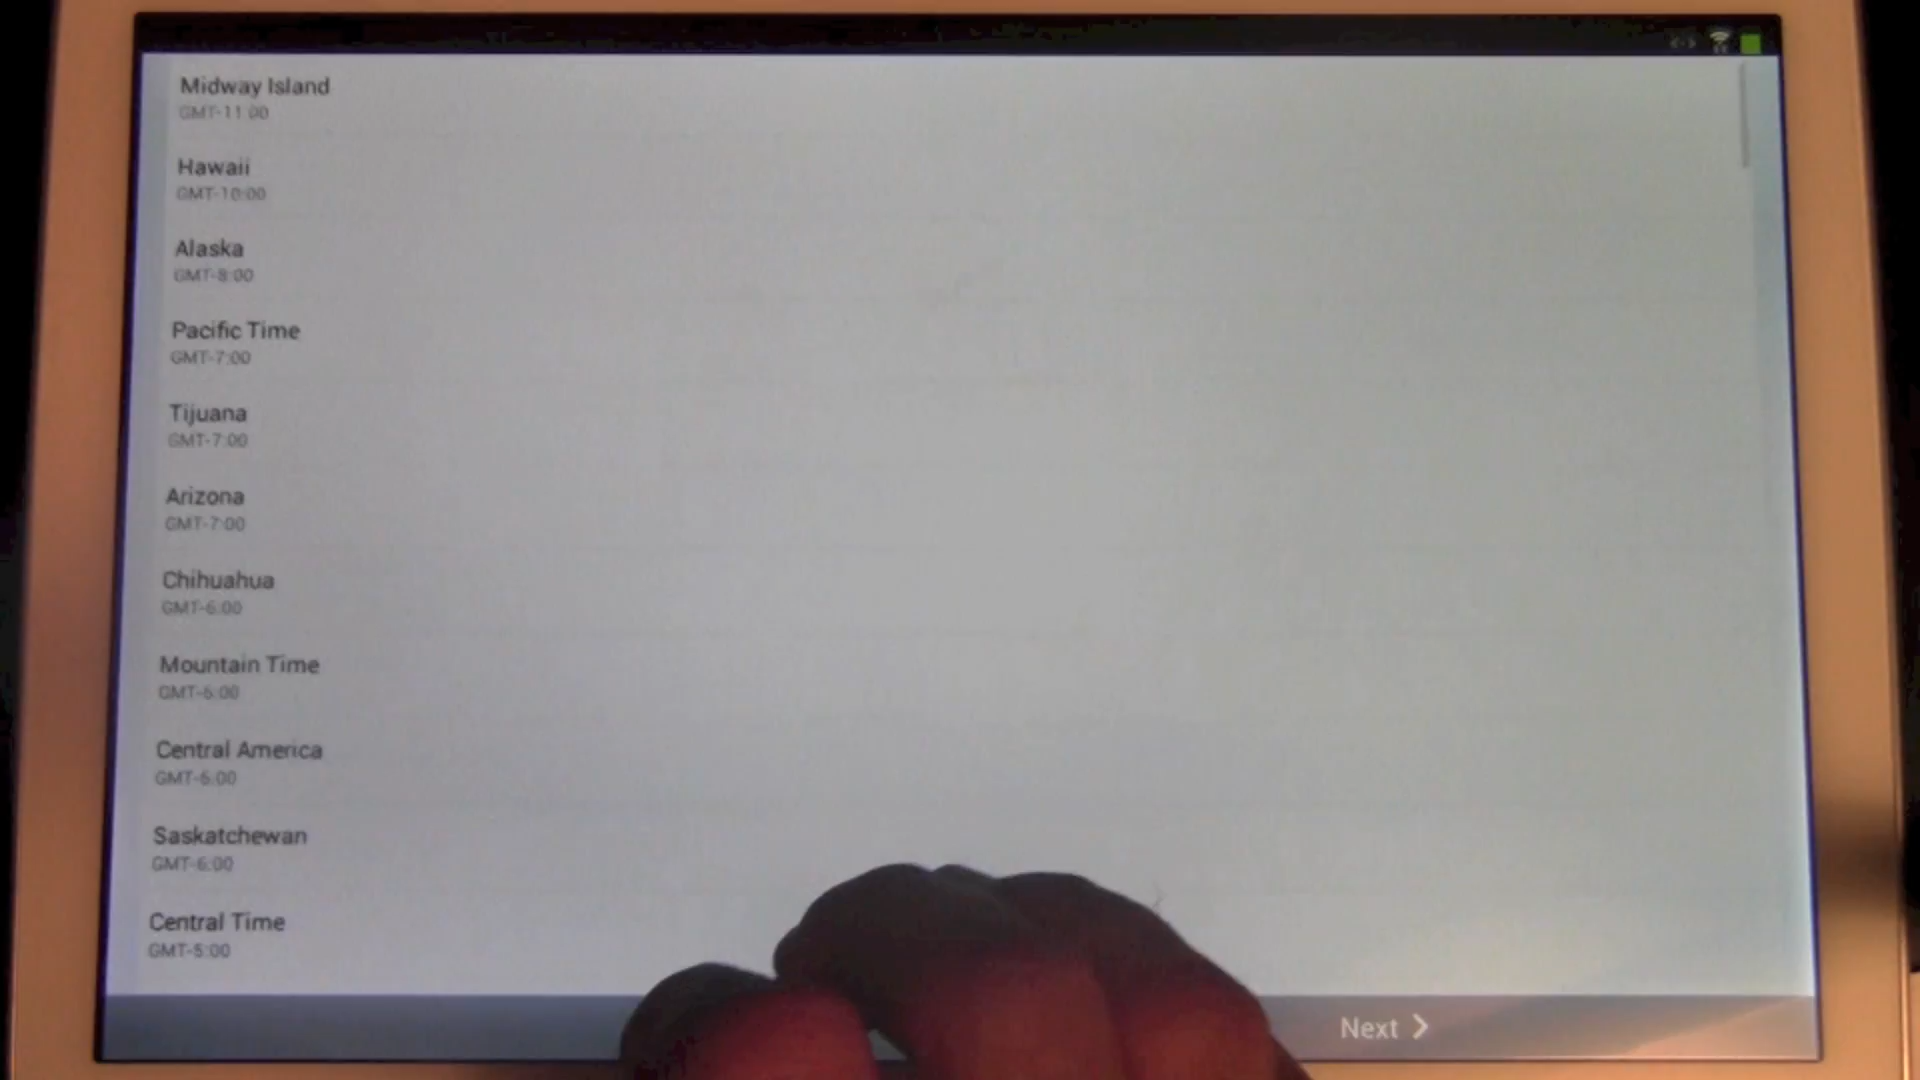 Midway Island
GMT-11:00
Hawaii
GMT-10:00
Alaska
GMT-8:00
Pacific Time
GMT-7:00
Tijuana
GMT-7:00
Arizona
GMT-7:00
Chihuahua
GMT-6:00
Mountain Time
GMT-6:00
Central America
GMT-6:00
Saskatchewan
GMT-6:00
Central Time
GMT-5:00
Next